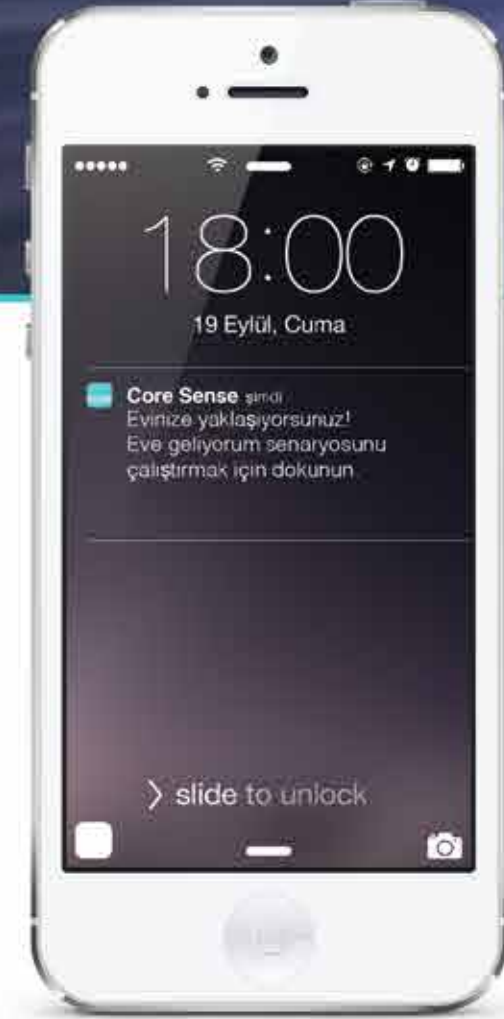 18:00
19 Eylül, Cuma
Core Sense şimdi
Evinize yaklaşıyorsunuz!
Eve geliyorum senaryosunu
çalıştırmak için dokunun
slide to unlock